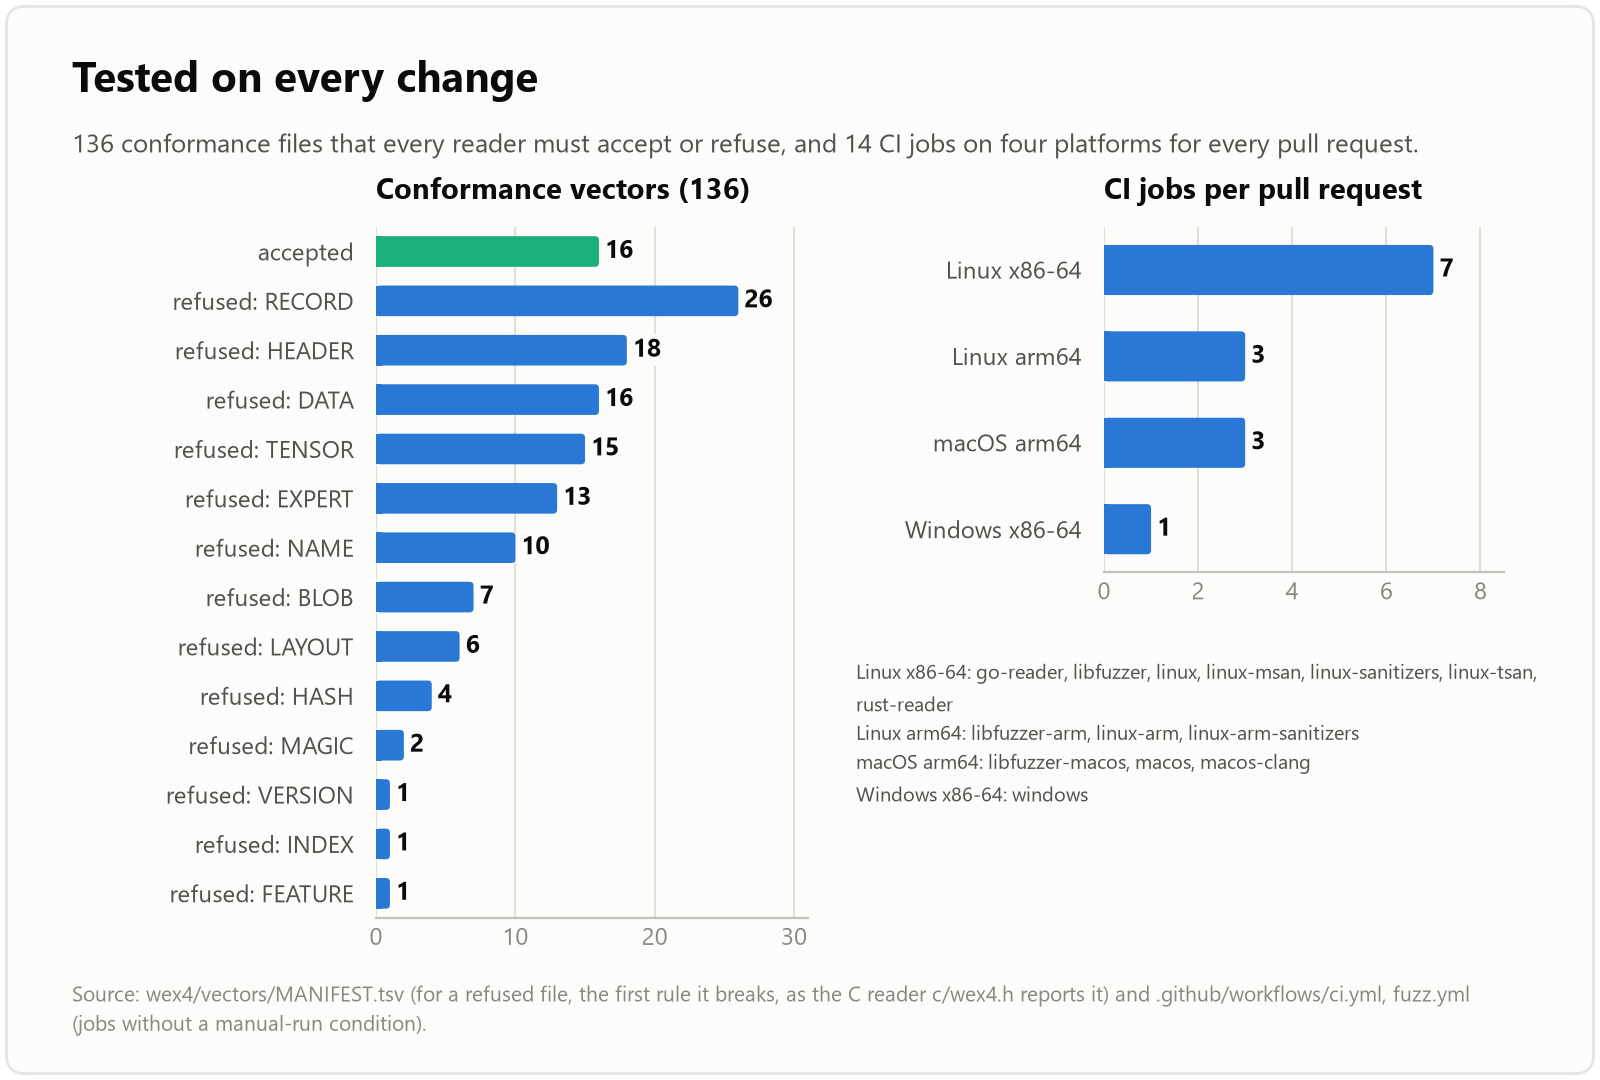 Tested on every change
136 conformance files that every reader must accept or refuse, and 14 CI jobs on four platforms for every pull request.
Conformance vectors (136)
accepted 16
refused: RECORD 26
refused: HEADER 18
refused: DATA 16
refused: TENSOR 15
refused: EXPERT 13
refused: NAME 10
refused: BLOB 7
refused: LAYOUT 6
refused: HASH 4
refused: MAGIC 2
refused: VERSION 1
refused: INDEX 1
refused: FEATURE 1
0 10 20 30
CI jobs per pull request
Linux x86-64 7
Linux arm64 3
macOS arm64 3
Windows x86-64 1
0 2 4 6 8
Linux x86-64: go-reader, libfuzzer, linux, linux-msan, linux-sanitizers, linux-tsan,
rust-reader
Linux arm64: libfuzzer-arm, linux-arm, linux-arm-sanitizers
macOS arm64: libfuzzer-macos, macos, macos-clang
Windows x86-64: windows
Source: wex4/vectors/MANIFEST.tsv (for a refused file, the first rule it breaks, as the C reader c/wex4.h reports it) and .github/workflows/ci.yml, fuzz.yml
(jobs without a manual-run condition).